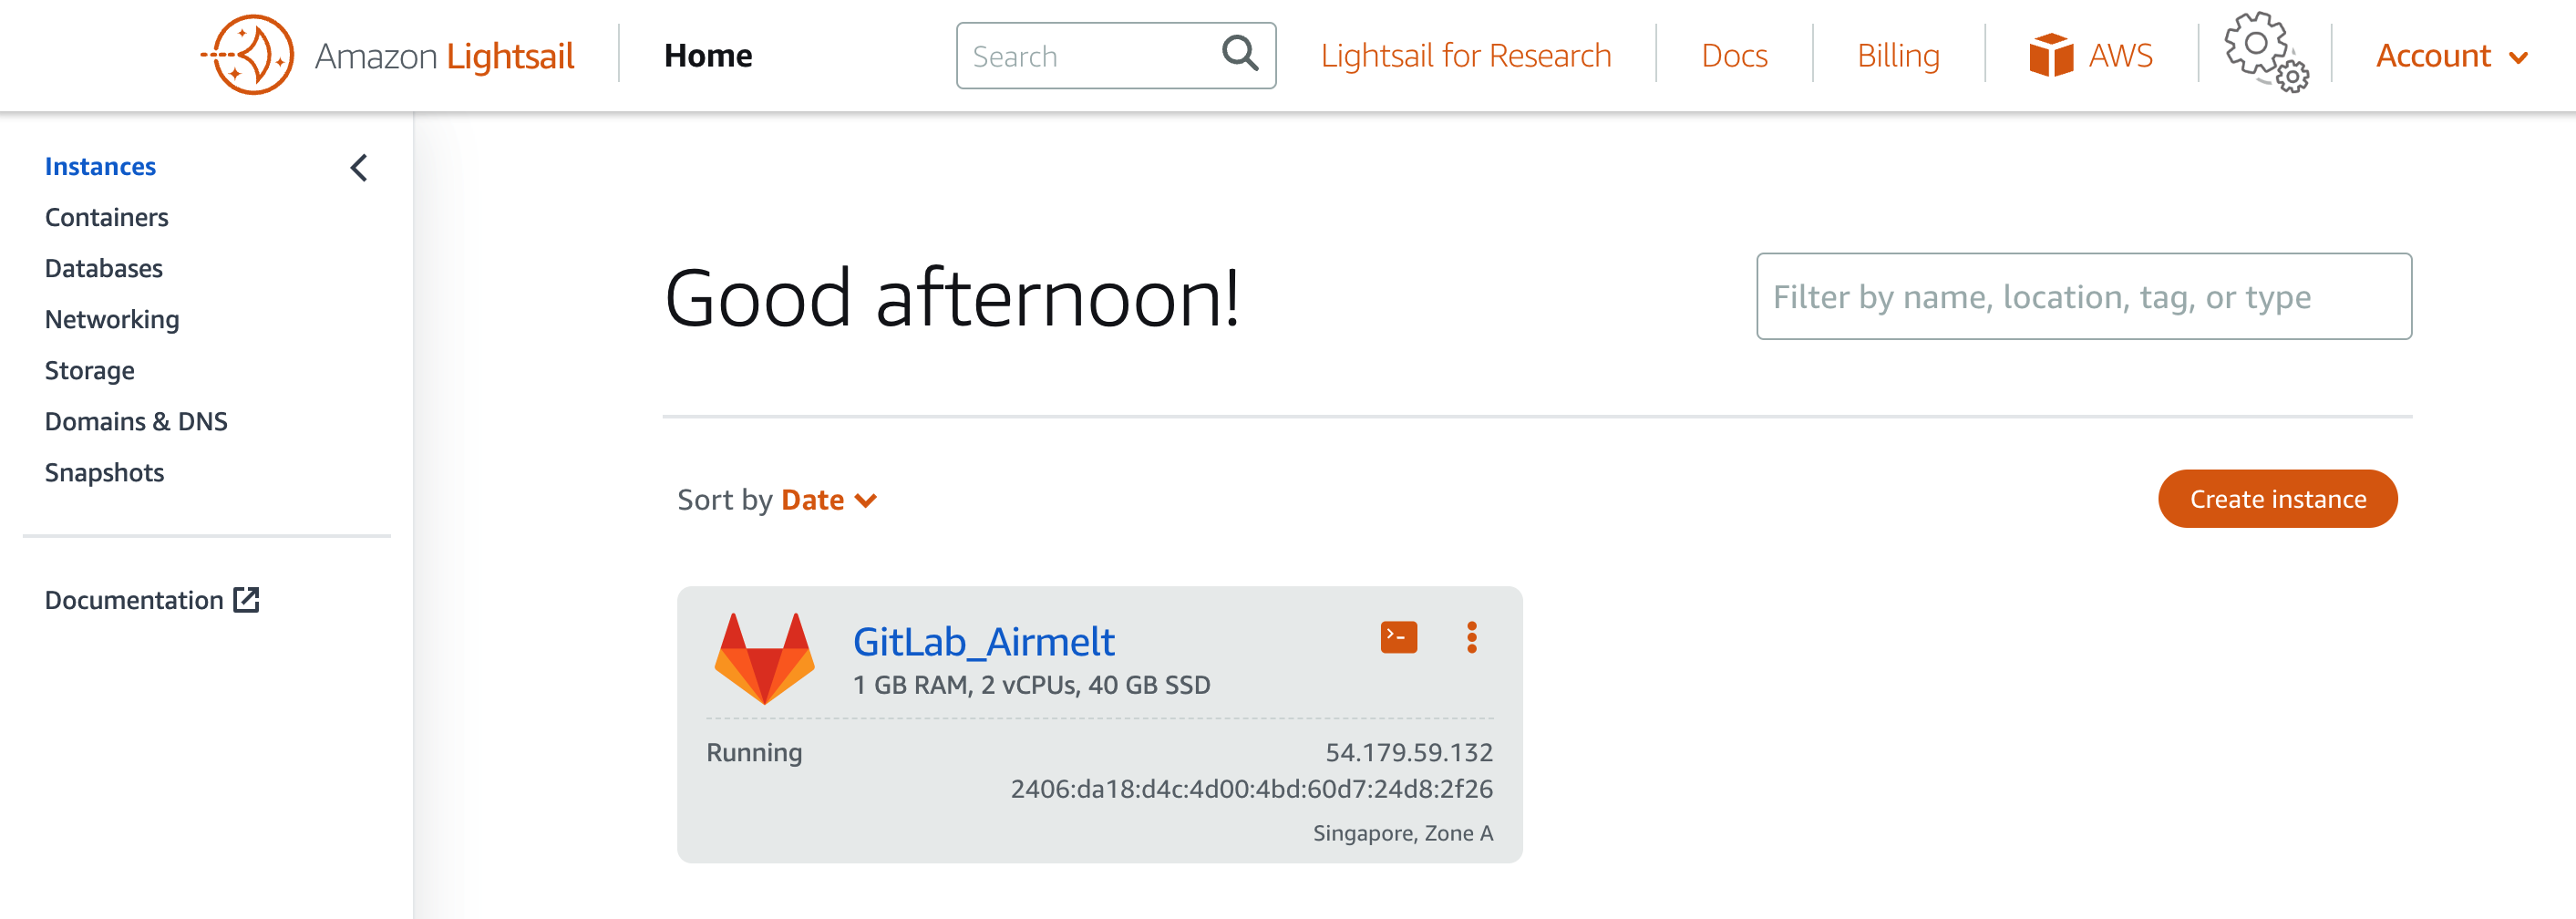 Amazon Lightsail
Home
Search
Lightsail for Research
Docs
Billing
AWS
Account
Instances
Containers
Databases
Networking
Storage
Domains & DNS
Snapshots
Documentation
Good afternoon!
Filter by name, location, tag, or type
Sort by Date
Create instance
GitLab_Airmelt
>-
1 GB RAM, 2 vCPUs, 40 GB SSD
Running
54.179.59.132
2406:da18:d4c:4d00:4bd:60d7:24d8:2f26
Singapore, Zone A